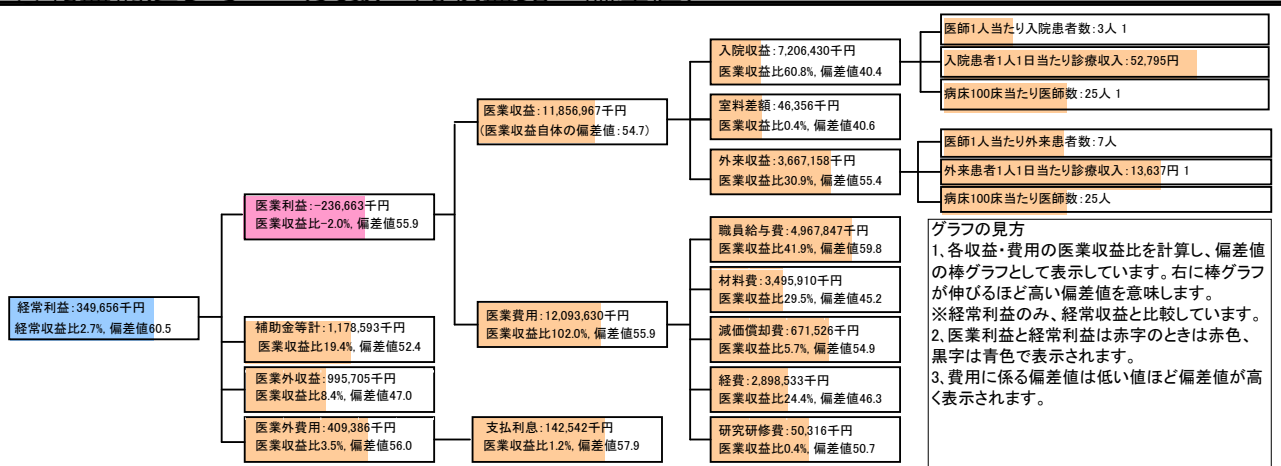 経常利益:349,656千円
経常収支比2.7%, 偏差値60.5
医業利益:-236,663千円
医業収益比-2.0%, 偏差値55.9
補助金等計:1,178,593千円
医業収益比19.4%, 偏差値52.4
医業外収益:995,705千円
医業収益比8.4%, 偏差値47.0
医業外費用:409,386千円
医業収益比3.5%, 偏差値56.0
支払利息:142,542千円
医業収益比1.2%, 偏差値57.9
医業収益:11,856,967千円
(医業収益自体の偏差値:54.7)
医業費用:12,093,630千円
医業収益比102.0%, 偏差値55.9
入院収益:7,206,430千円
医業収益比60.8%, 偏差値40.4
室料差額:46,356千円
医業収益比0.4%, 偏差値40.6
外来収益:3,667,158千円
医業収益比30.9%, 偏差値55.4
職員給与費:4,967,847千円
医業収益比41.9%, 偏差値59.8
材料費:3,495,910千円
医業収益比29.5%, 偏差値45.2
減価償却費:671,526千円
医業収益比5.7%, 偏差値54.9
経費:2,898,533千円
医業収益比24.4%, 偏差値46.3
研究研修費:50,316千円
医業収益比0.4%, 偏差値50.7
医師1人当たり入院患者数:3人 1
入院患者1人1日当たり診療収入:52,795円
病床100床当たり医師数:25人 1
医師1人当たり外来患者数:7人
外来患者1人1日当たり診療収入:13,637円 1
病床100床当たり医師数:25人
グラフの見方
1、各収益・費用の医業収益比を計算し、偏差値
の棒グラフとして表示しています。右に棒グラフ
が伸びるほど高い偏差値を意味します。
※経常利益のみ、経常収益と比較しています。
2、医業利益と経常利益は赤字のときは赤色、
黒字は青色で表示されます。
3、費用に係る偏差値は低い値ほど偏差値が高
く表示されます。